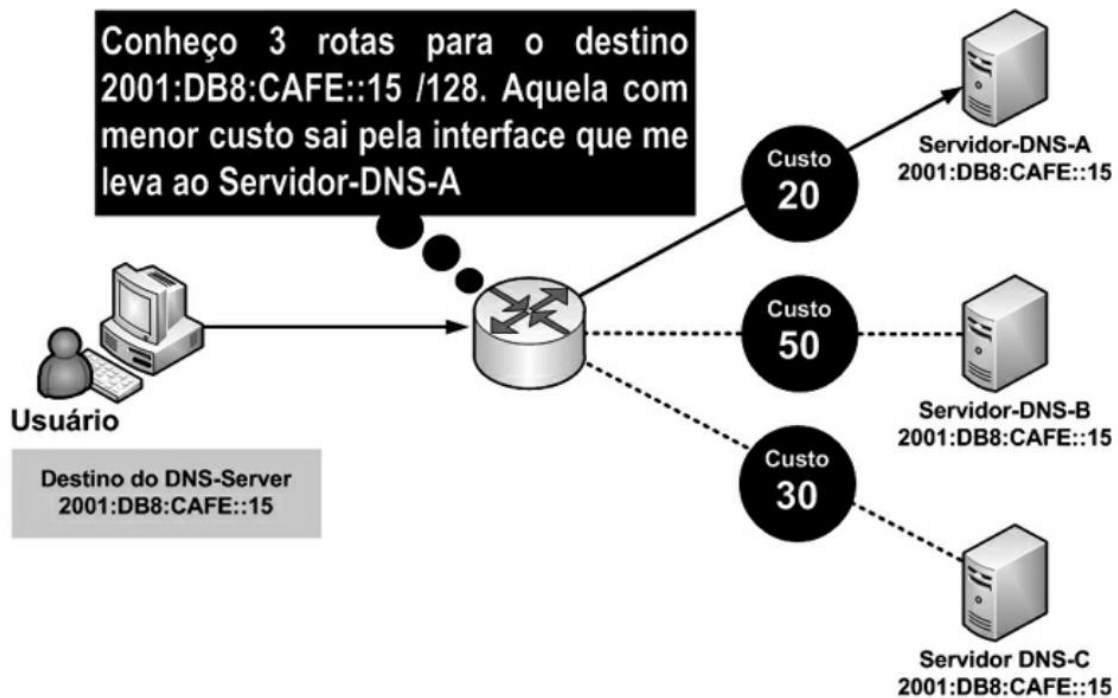 Conheço 3 rotas para o destino
2001:DB8:CAFE::15 /128. Aquela com
menor custo sai pela interface que me
leva ao Servidor-DNS-A
Custo
20
Servidor-DNS-A
2001:DB8:CAFE::15
Custo
50
Servidor-DNS-B
2001:DB8:CAFE::15
Usuário
Destino do DNS-Server
2001:DB8:CAFE::15
Custo
30
Servidor DNS-C
2001:DB8:CAFE::15